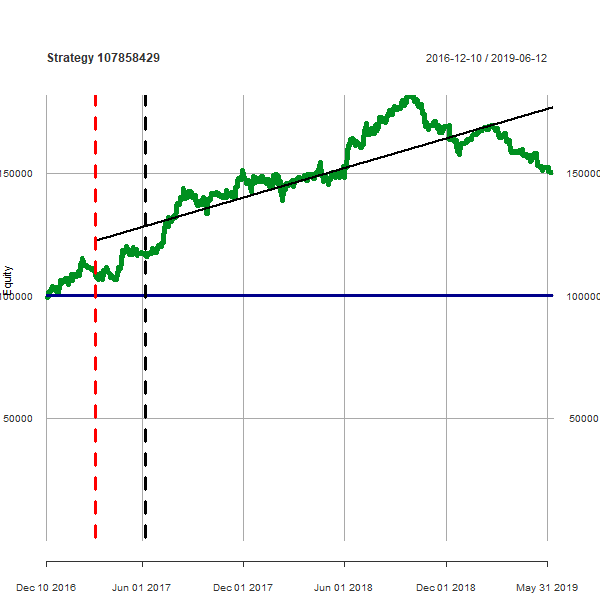 Strategy 107858429
2016-12-10 / 2019-06-12
150000
150000
Equity
100000
100000
50000
50000
Dec 10 2016
Jun 01 2017
Dec 01 2017
Jun 01 2018
Dec 01 2018
May 31 2019